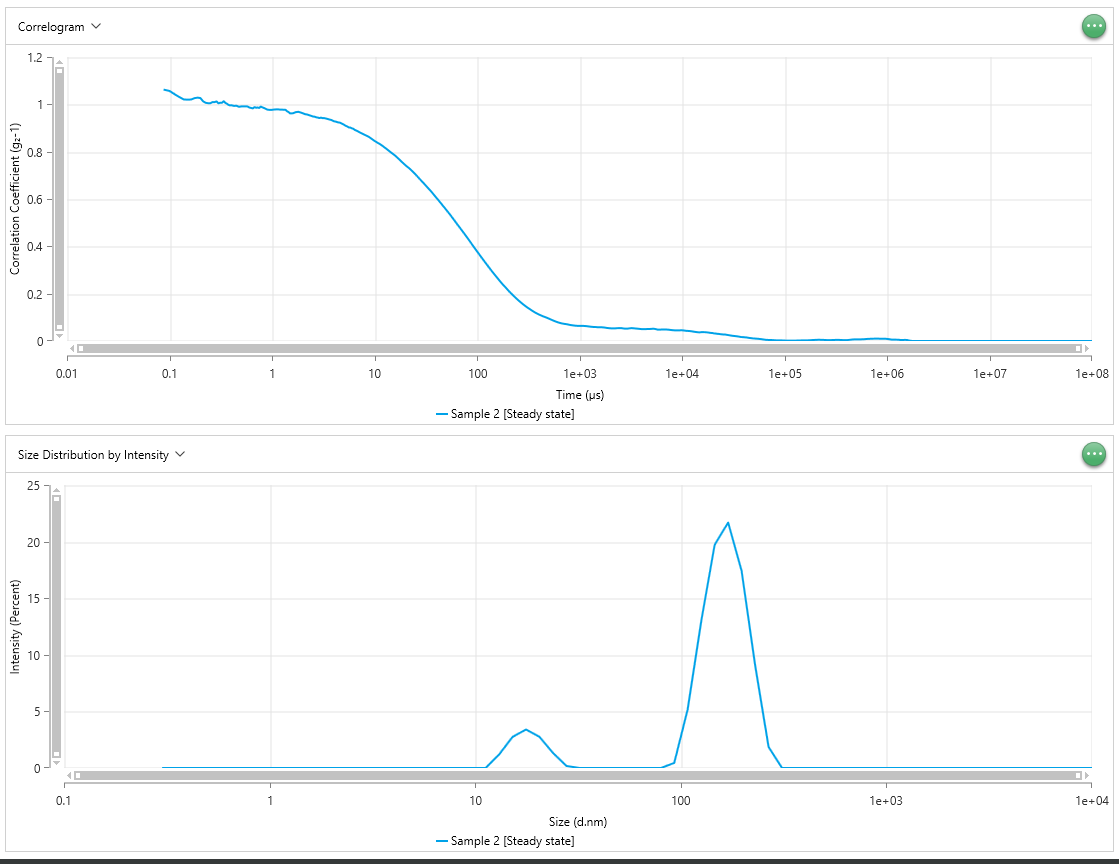 Correlogram
1.2
1
0.8
0.6
0.4
0.2
0
Correlation Coefficient (g₂-1)
0.01 0.1 1 10 100 1e+03 1e+04 1e+05 1e+06 1e+07 1e+08
Time (µs)
Sample 2 [Steady state]
Size Distribution by Intensity
25
20
15
10
5
0
Intensity (Percent)
0.1 1 10 100 1e+03 1e+04
Size (d.nm)
Sample 2 [Steady state]